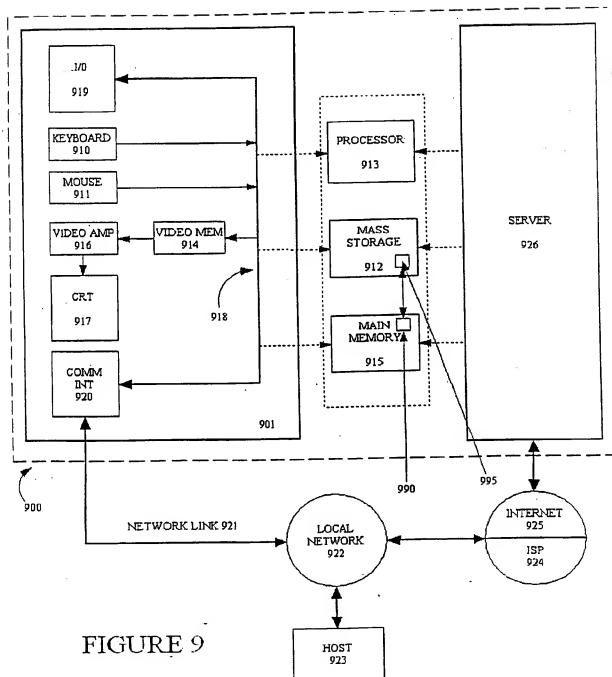 I/O
919
KEYBOARD
910
MOUSE
911
VIDEO AMP
916
VIDEO MEM
914
CRT
917
918
COMM
INT
920
901
PROCESSOR
913
MASS
STORAGE
912
MAIN
MEMORY
915
SERVER
926
900
990
995
NETWORK LINK 921
LOCAL
NETWORK
922
INTERNET
925
ISP
924
HOST
923
FIGURE 9